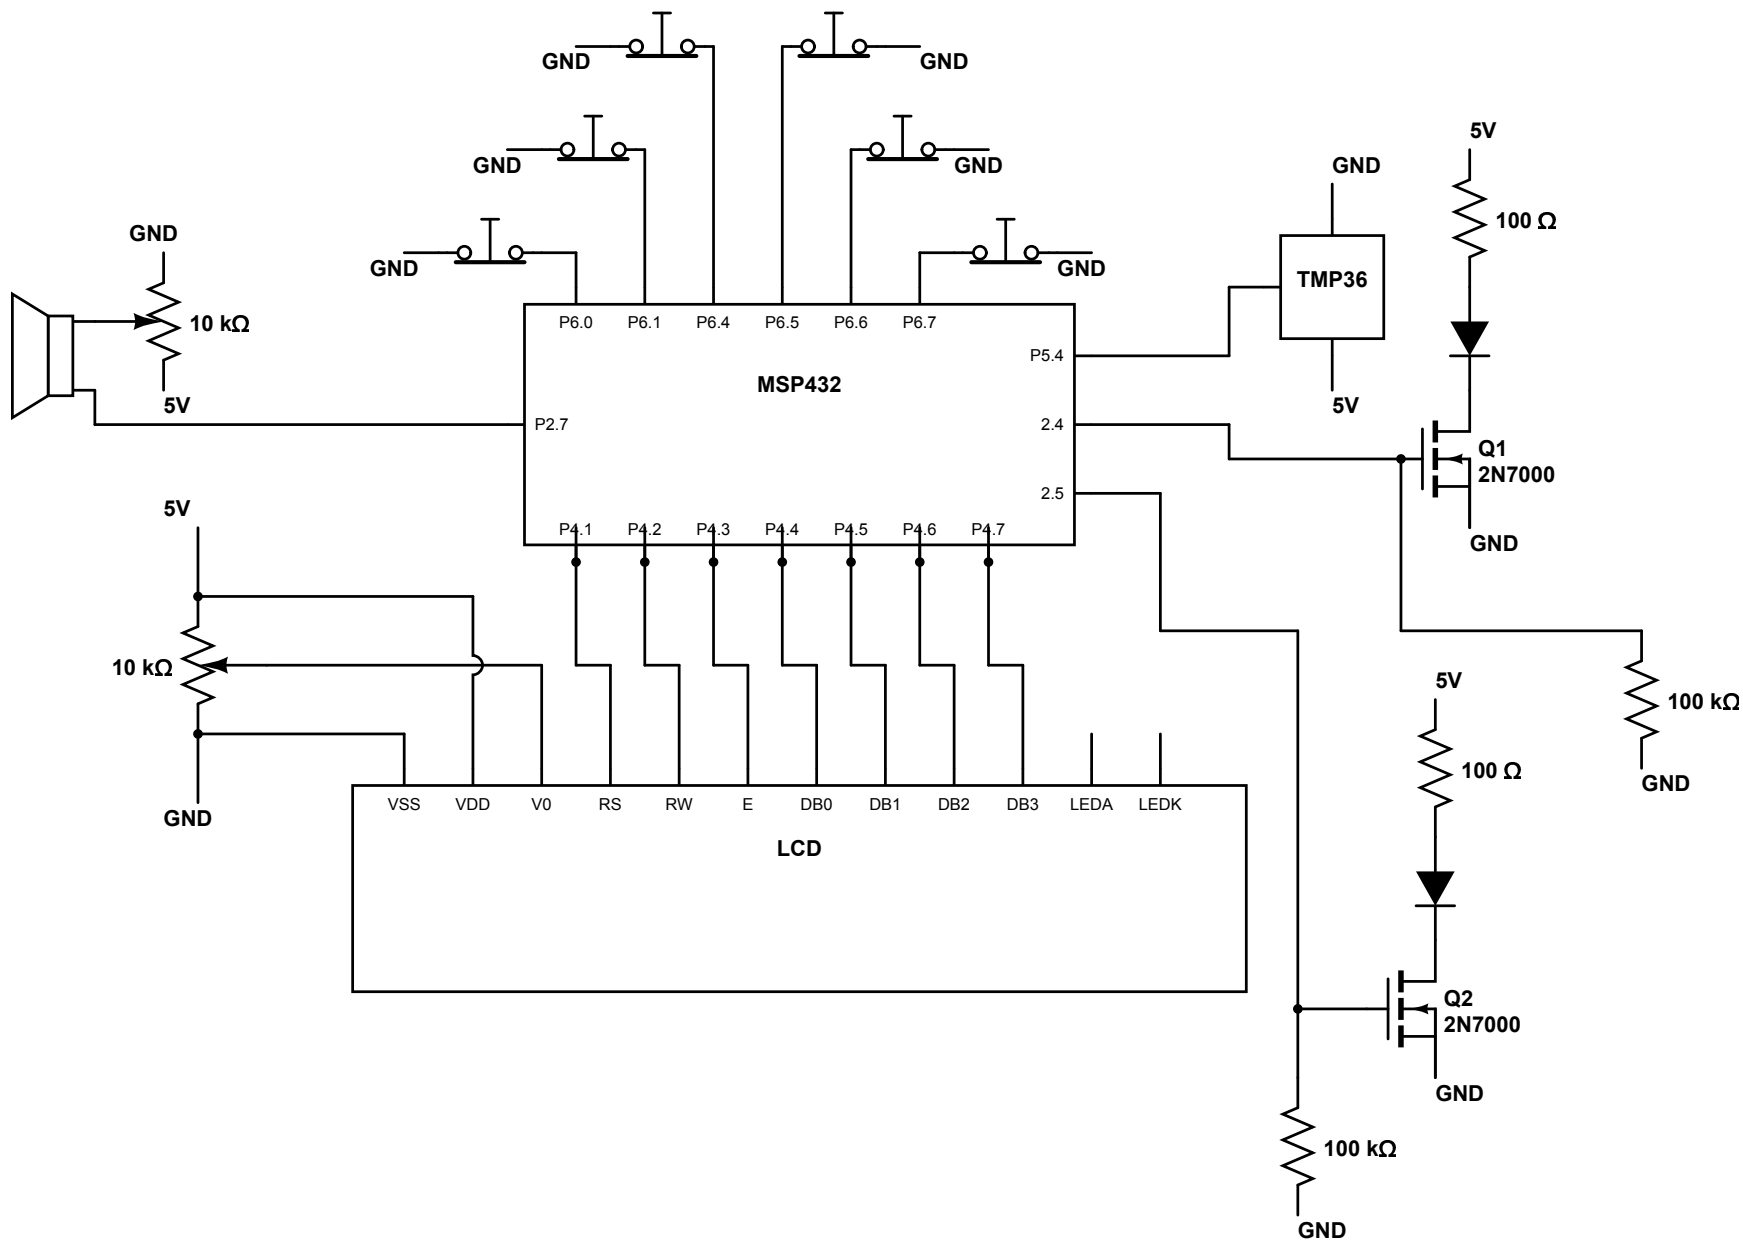 GND
GND
5V
GND
GND
GND
100 Ω
GND
TMP36
GND
GND
10 kΩ
P6.0 P6.1 P6.4 P6.5 P6.6 P6.7
P5.4
MSP432
5V
5V
P2.7
2.4
Q1
2N7000
2.5
5V
P4.1 P4.2 P4.3 P4.4 P4.5 P4.6 P4.7
GND
10 kΩ
5V
100 kΩ
100 Ω
GND
VSS VDD V0 RS RW E DB0 DB1 DB2 DB3 LEDA LEDK
GND
LCD
Q2
2N7000
GND
100 kΩ
GND